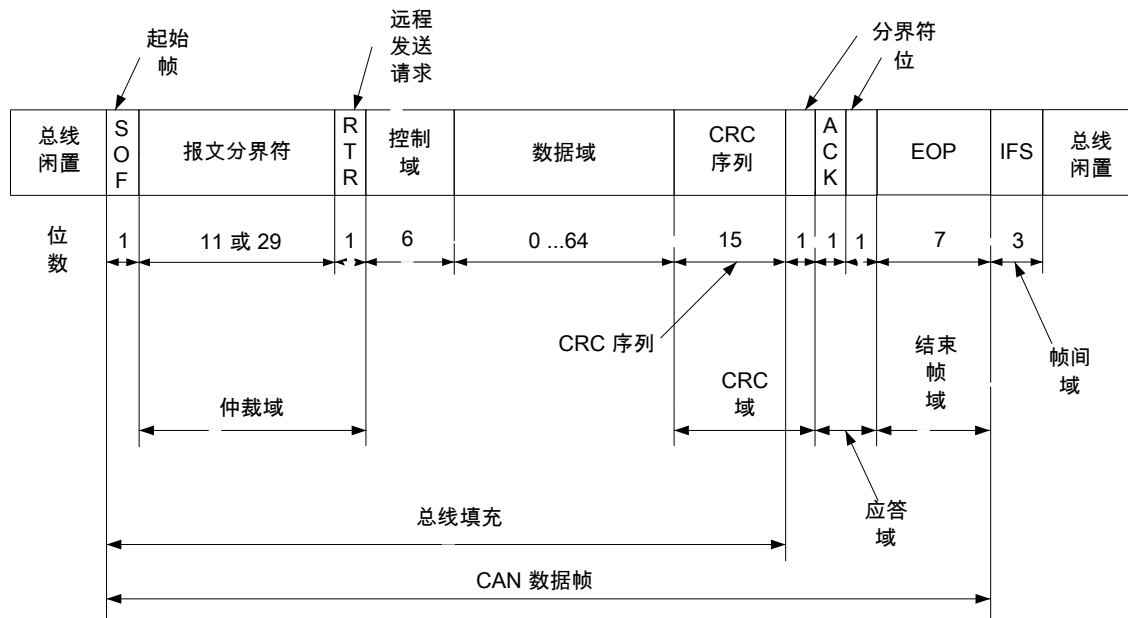 起始
帧
远程
发送
请求
分界符
位
总线
闲置
S
O
F
报文分界符
R
T
R
控制
域
数据域
CRC
序列
A
C
K
EOP
IFS
总线
闲置
位
数
1
11 或 29
1
6
0 ...64
15
1
1
1
7
3
CRC 序列
结束
帧
域
帧间
域
CRC
域
仲裁域
应答
域
总线填充
CAN 数据帧